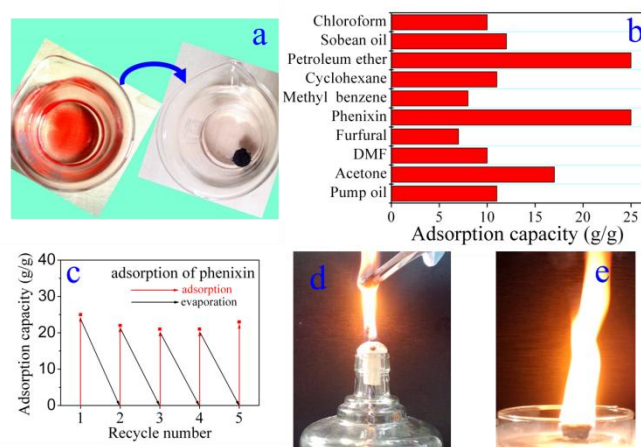 a
b
Chloroform
Sobean oil
Petroleum ether
Cyclohexane
Methyl benzene
Phenixin
Furfural
DMF
Acetone
Pump oil
0 5 10 15 20 25
Adsorption capacity (g/g)
c
adsorption of phenixin
adsorption
evaporation
Adsorption capacity (g/g)
40
30
20
10
0
1 2 3 4 5
Recycle number
d
e